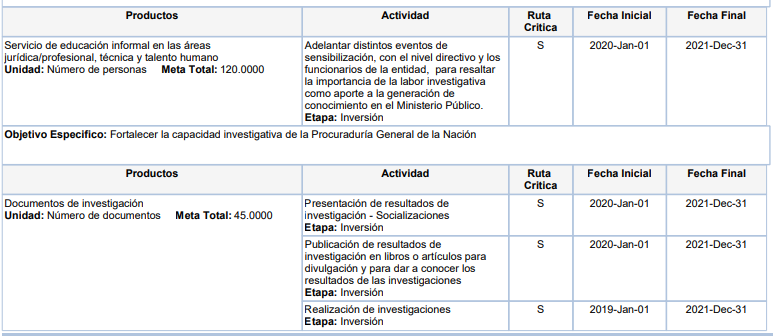 Productos Actividad Ruta Critica Fecha Inicial Fecha Final
Servicio de educación informal en las áreas
jurídica/profesional, técnica y talento humano
Unidad: Número de personas Meta Total: 120.0000
Adelantar distintos eventos de
sensibilización, con el nivel directivo y los
funcionarios de la entidad, para resaltar
la importancia de la labor investigativa
como aporte a la generación de
conocimiento en el Ministerio Público.
Etapa: Inversión
S 2020-Jan-01 2021-Dec-31
Objetivo Especifico: Fortalecer la capacidad investigativa de la Procuraduría General de la Nación
Productos Actividad Ruta Critica Fecha Inicial Fecha Final
Documentos de investigación
Unidad: Número de documentos Meta Total: 45.0000
Presentación de resultados de
investigación - Socializaciones
Etapa: Inversión
S 2020-Jan-01 2021-Dec-31
Publicación de resultados de
investigación en libros o artículos para
divulgación y para dar a conocer los
resultados de las investigaciones
Etapa: Inversión
S 2020-Jan-01 2021-Dec-31
Realización de investigaciones
Etapa: Inversión
S 2019-Jan-01 2021-Dec-31